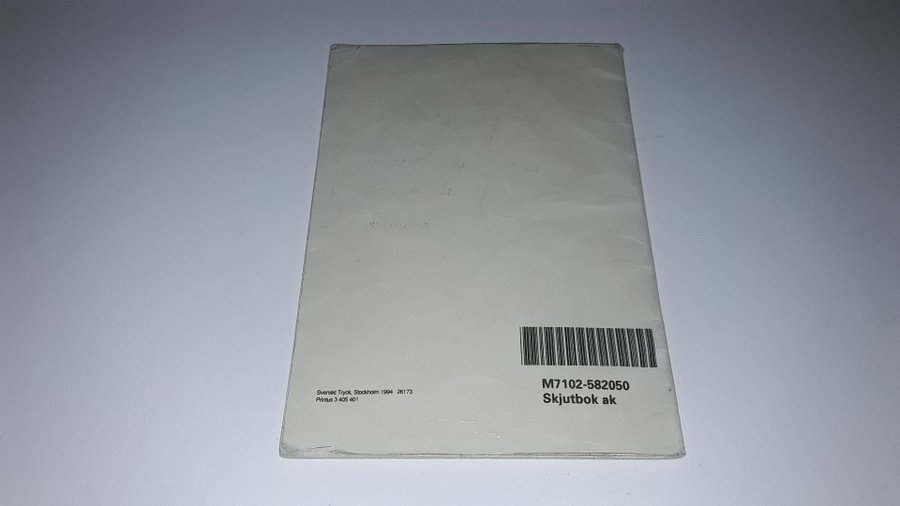 M7102-582050
Skjutbok ak
Svenskt Tryck, Stockholm 1994 26173
Printus 3 405 401